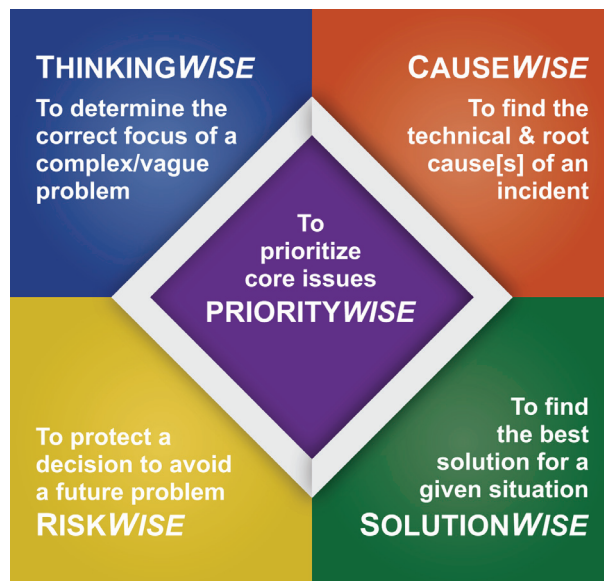 THINKINGWISE
To determine the
correct focus of a
complex/vague
problem
CAUSEWISE
To find the
technical & root
cause[s] of an
incident
To
prioritize
core issues
PRIORITYWISE
To protect a
decision to avoid
a future problem
RISKWISE
To find
the best
solution for a
given situation
SOLUTIONWISE